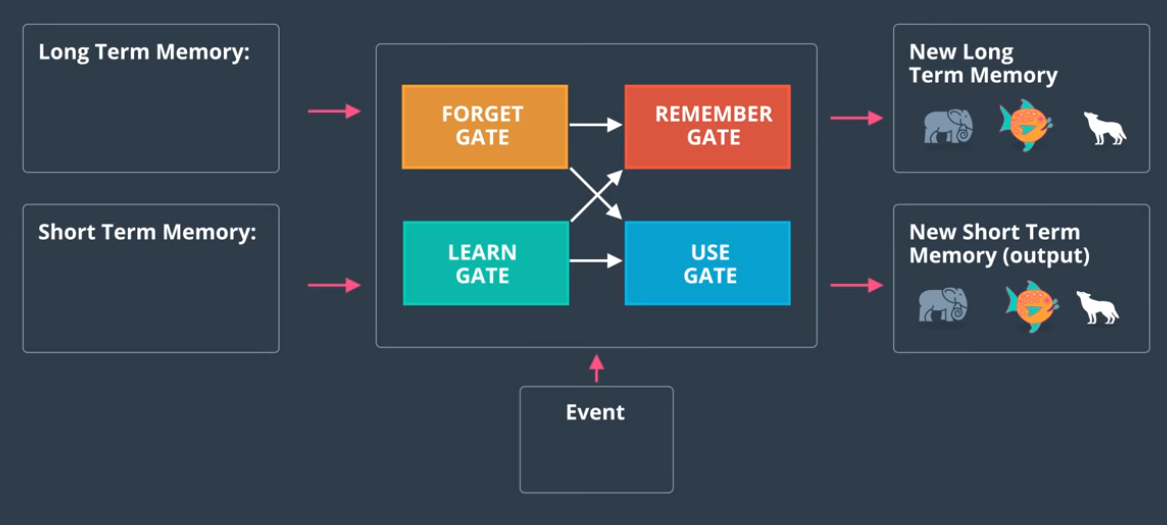 Long Term Memory:
Short Term Memory:
FORGET
GATE
REMEMBER
GATE
LEARN
GATE
USE
GATE
Event
New Long
Term Memory
New Short Term
Memory (output)